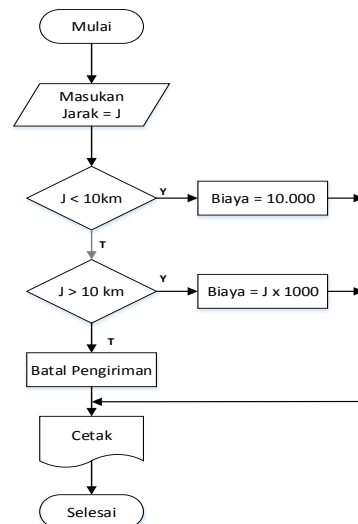 Mulai
Masukan
Jarak = J
J < 10km
Y
Biaya = 10.000
T
J > 10 km
Y
Biaya = J x 1000
T
Batal Pengiriman
Cetak
Selesai